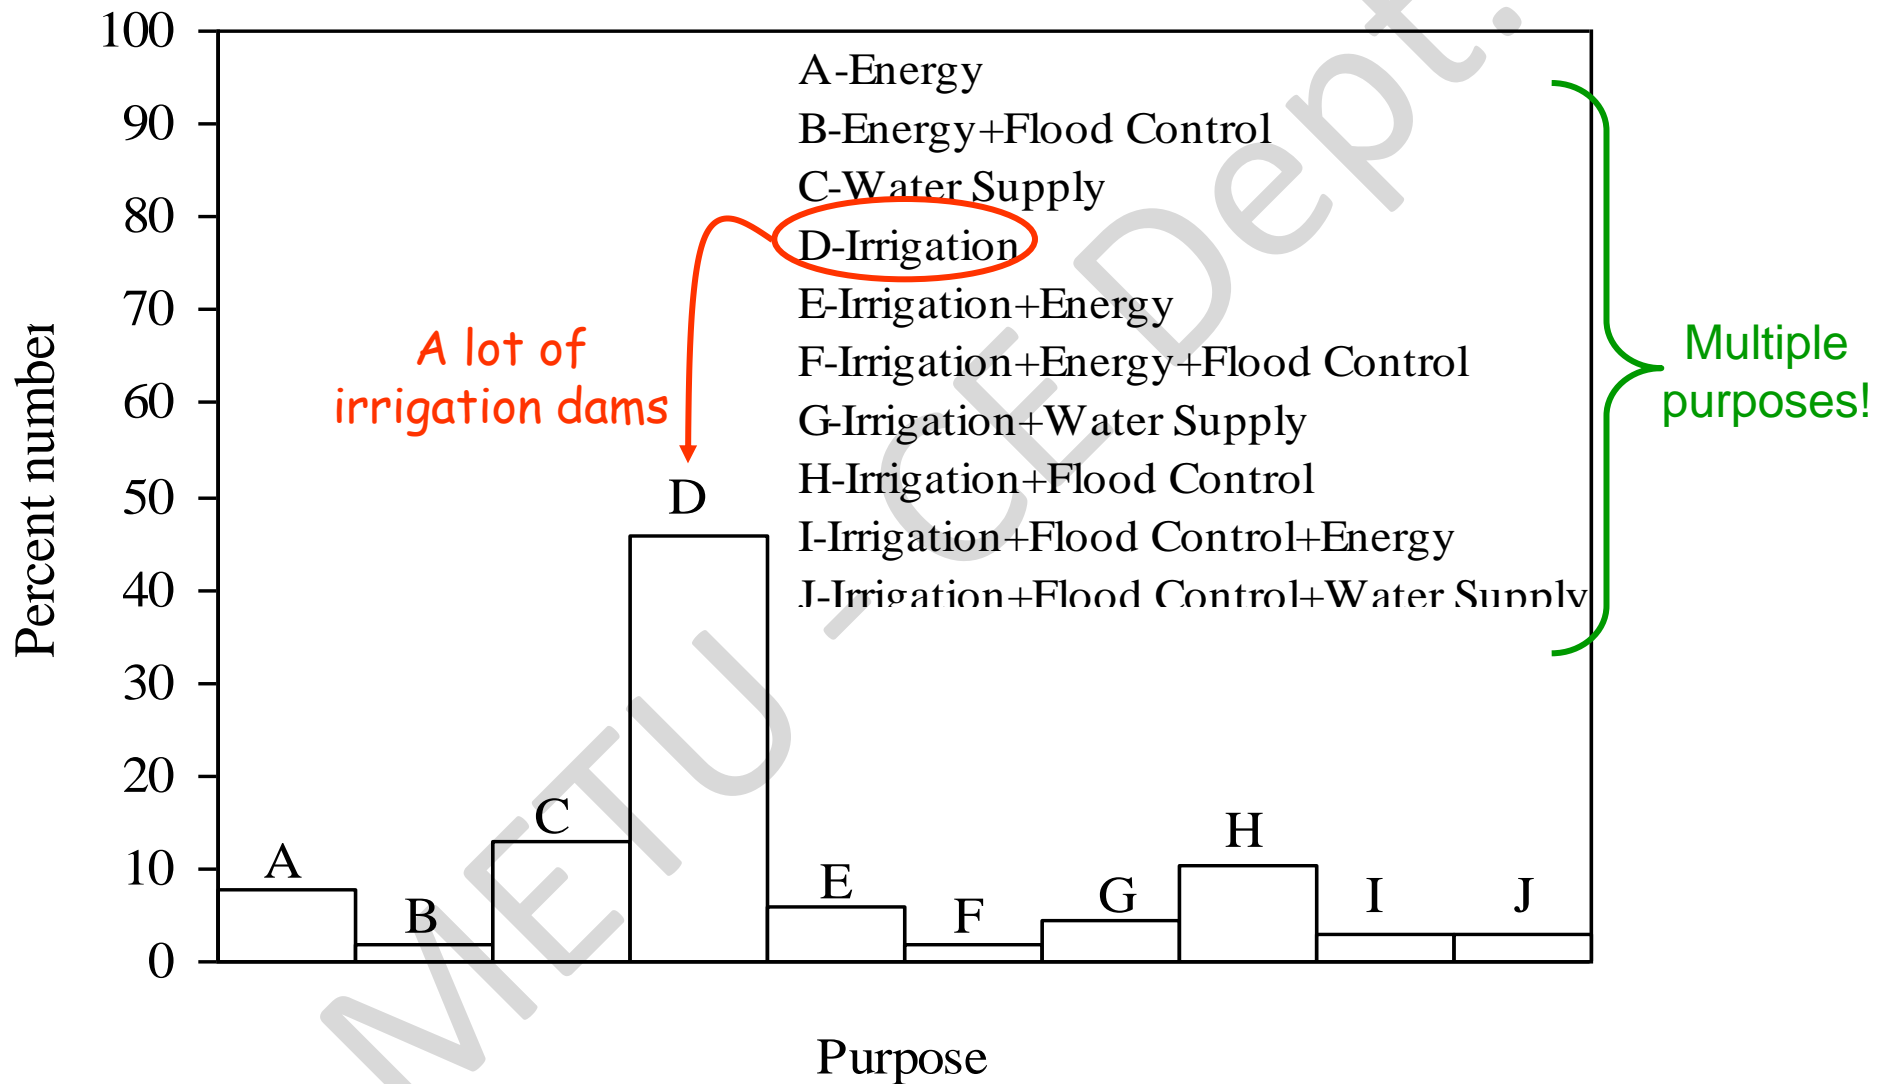 100
90
80
70
60
50
40
30
20
10
0
Percent number
A-Energy
B-Energy+Flood Control
C-Water Supply
D-Irrigation
E-Irrigation+Energy
F-Irrigation+Energy+Flood Control
G-Irrigation+Water Supply
H-Irrigation+Flood Control
I-Irrigation+Flood Control+Energy
J-Irrigation+Flood Control+Water Supply
A lot of
irrigation dams
Multiple
purposes!
A
B
C
D
E
F
G
H
I
J
Purpose
METU - CE Dept.